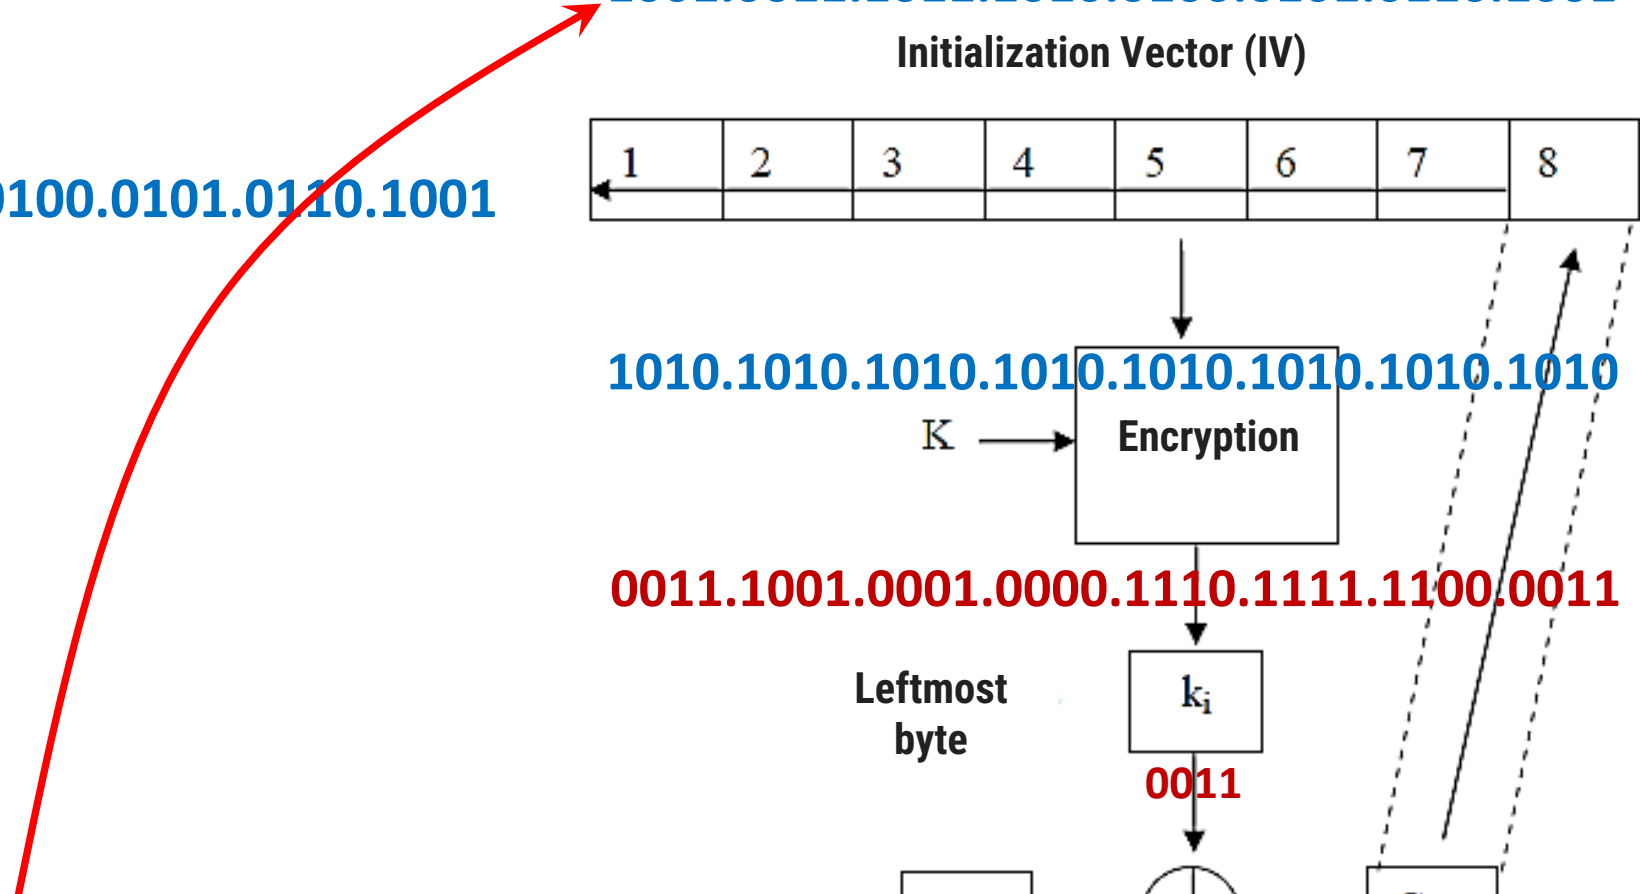 Initialization Vector (IV)
1 2 3 4 5 6 7 8
100.0101.0110.1001
1010.1010.1010.1010.1010.1010.1010.1010
K Encryption
0011.1001.0001.0000.1110.1111.1100.0011
Leftmost
byte
ki
0011